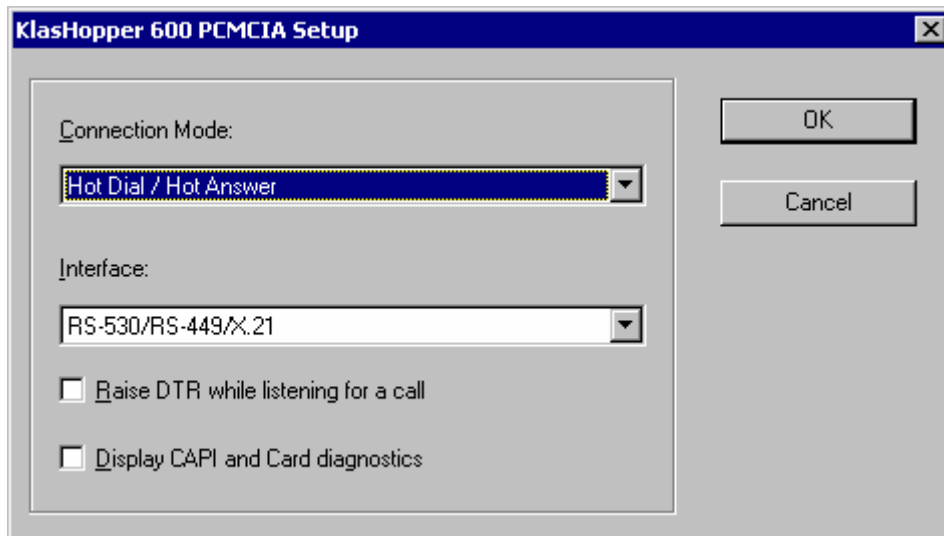 KlasHopper 600 PCMCIA Setup
Connection Mode:
Hot Dial / Hot Answer
Interface:
RS-530/RS-449/X.21
Raise DTR while listening for a call
Display CAPI and Card diagnostics
OK
Cancel